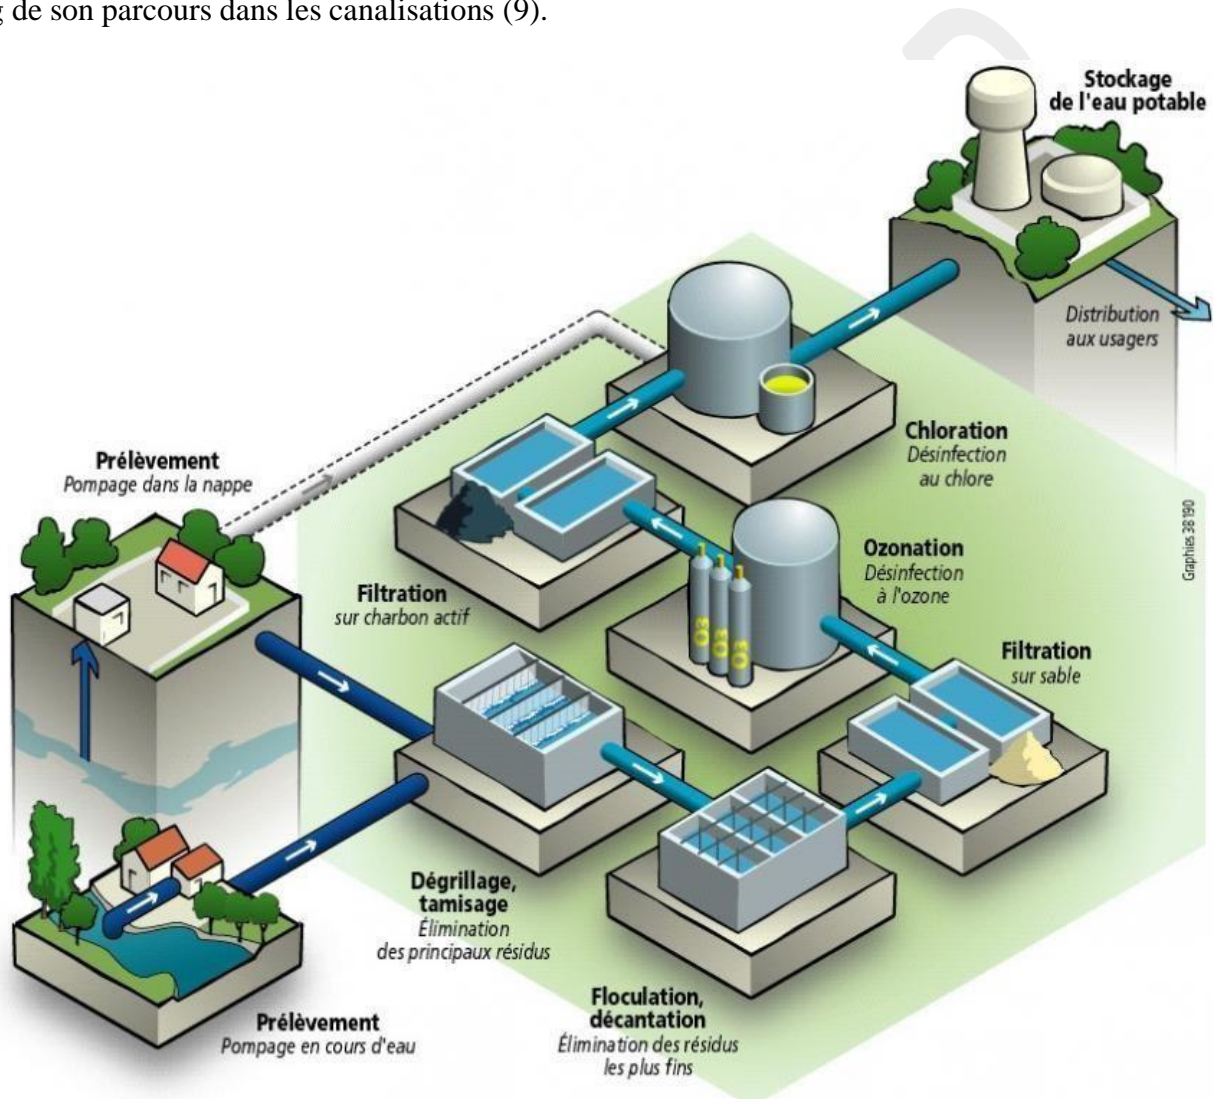 de son parcours dans les canalisations (9).
Stockage
de l'eau potable
Distribution
aux usagers
Chloration
Désinfection
au chlore
Prélèvement
Pompage dans la nappe
Graphies 38190
Ozonation
Désinfection
à l'ozone
Filtration
sur charbon actif
O3
O3
O3
Filtration
sur sable
Dégrillage,
tamisage
Élimination
des principaux résidus
Floculation,
décantation
Élimination des résidus
les plus fins
Prélèvement
Pompage en cours d'eau